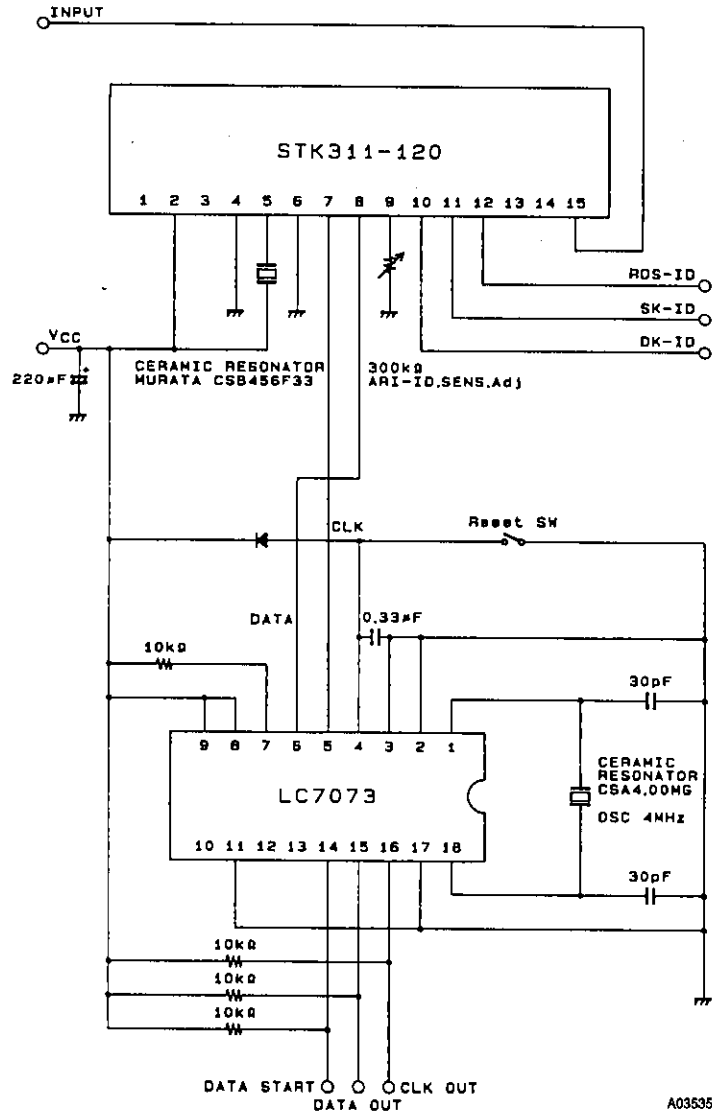 INPUT
STK311-120
1 2 3 4 5 6 7 8 9 10 11 12 13 14 15
RDS-ID
SK-ID
DK-ID
VCC
220μF
+
CERAMIC RESONATOR
MURATA CSB456F33
300kΩ
ARI-ID,SENS,Adj
CLK
Reset SW
DATA
0.33μF
10kΩ
30pF
9 8 7 6 5 4 3 2 1
LC7073
CERAMIC
RESONATOR
CSA4,00MG
OSC 4MHz
10 11 12 13 14 15 16 17 18
30pF
10kΩ
10kΩ
10kΩ
DATA START
CLK OUT
DATA OUT
A03535